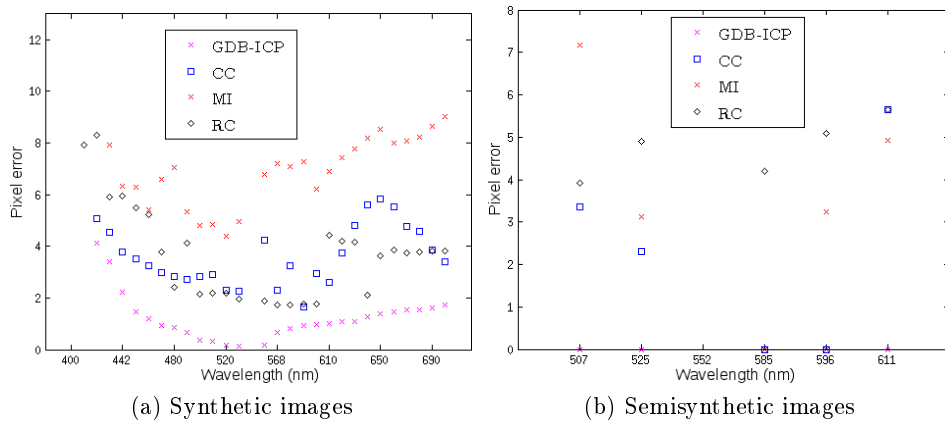 12
10
8
6
4
2
0
Pixel error
GDB-ICP
CC
MI
RC
400 442 480 520 568 610 650 690
Wavelength (nm)
(a) Synthetic images
8
7
6
5
4
3
2
1
0
Pixel error
GDB-ICP
CC
MI
RC
507 525 552 585 596 611
Wavelength (nm)
(b) Semisynthetic images